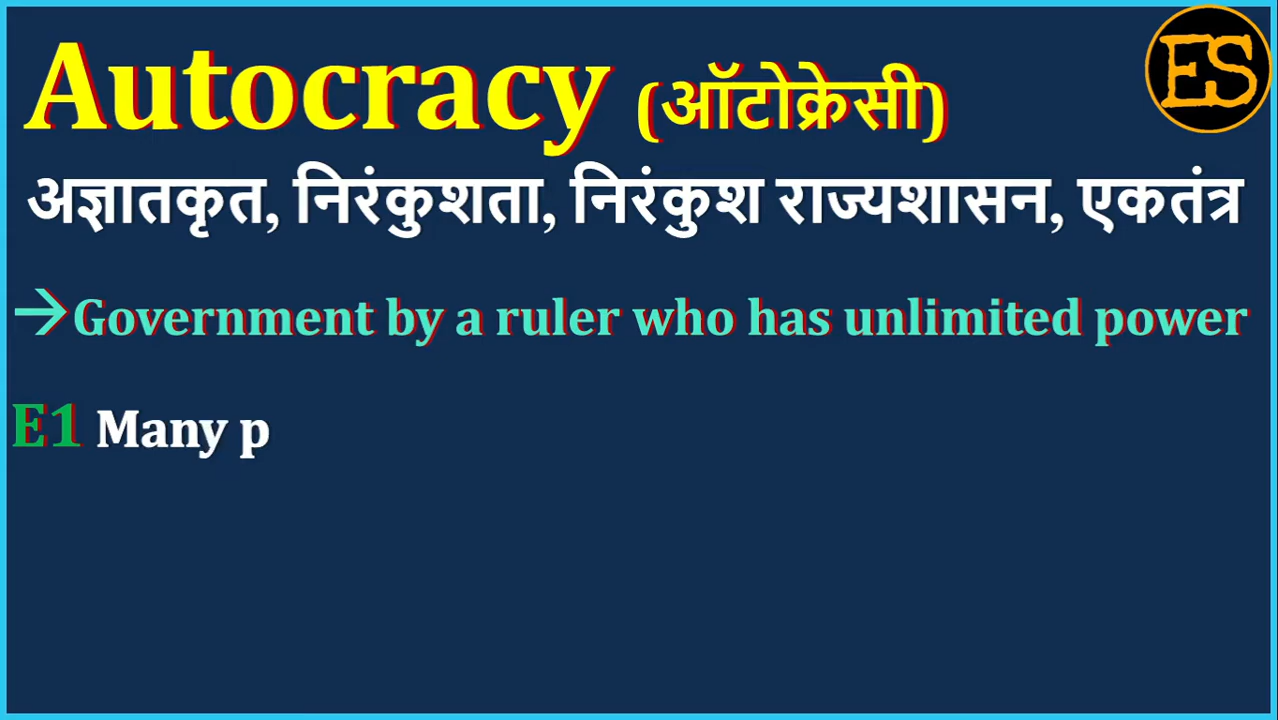 Autocracy (ऑटोक्रेसी)
ES
अज्ञातकृत, निरंकुशता, निरंकुश राज्यशासन, एकतंत्र
→Government by a ruler who has unlimited power
E1 Many p